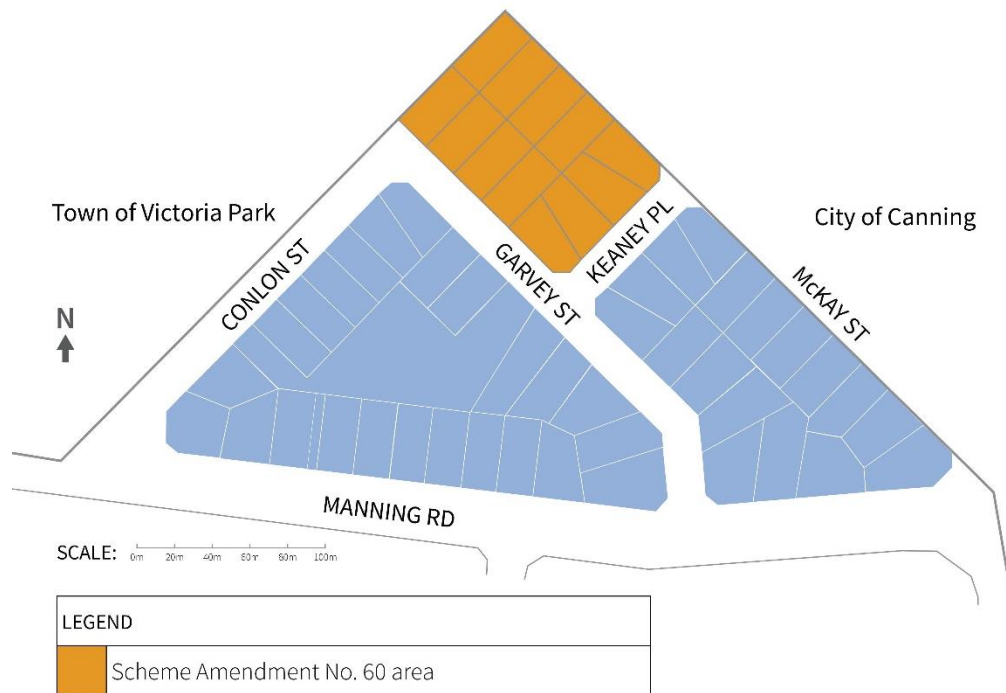 Town of Victoria Park
City of Canning
CONLON ST
GARVEY ST
KEANEY PL
McKAY ST
N
MANNING RD
SCALE:
0m 20m 40m 60m 80m 100m
LEGEND
Scheme Amendment No. 60 area